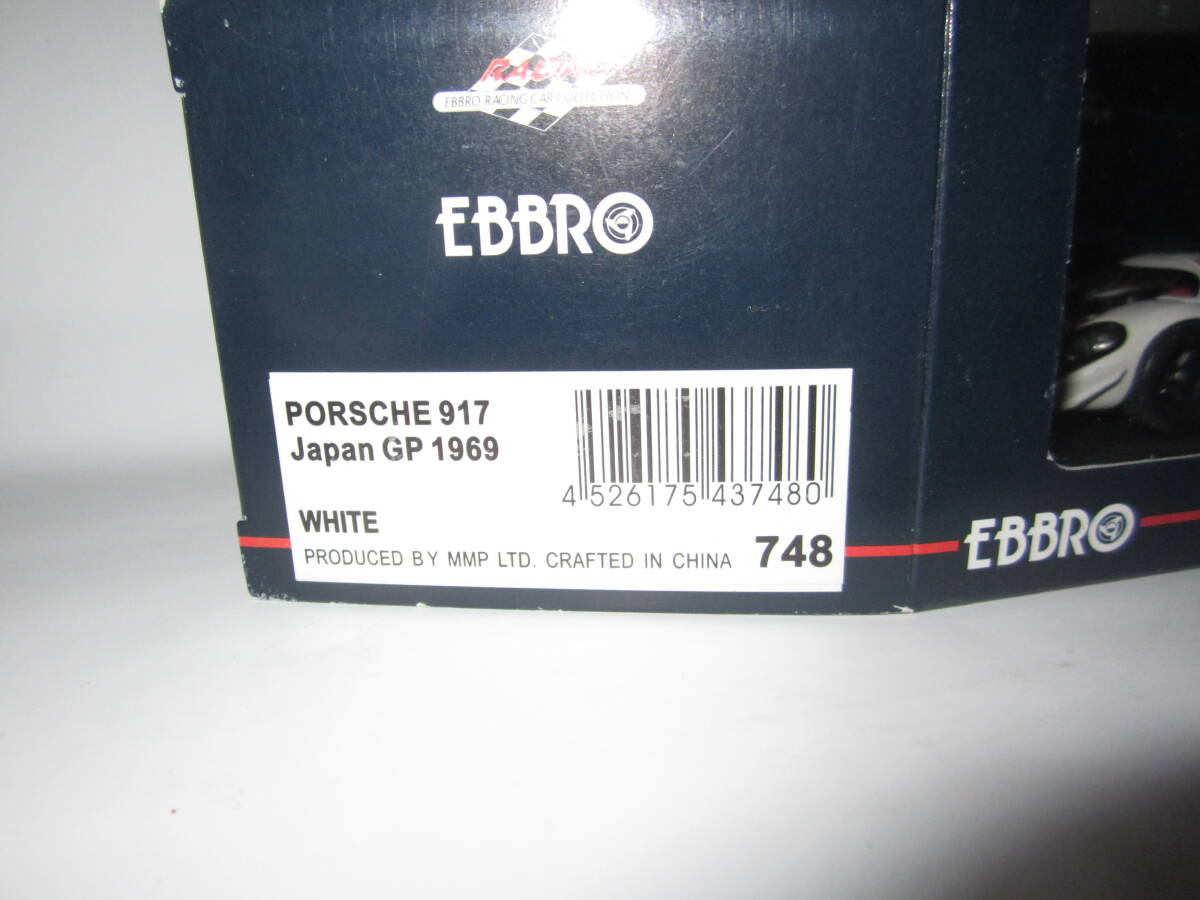 RACING
EBBRO RACING CAR COLLECTION
EBBRO
PORSCHE 917
Japan GP 1969
4 526175 437480
WHITE
PRODUCED BY MMP LTD. CRAFTED IN CHINA 748
EBBRO